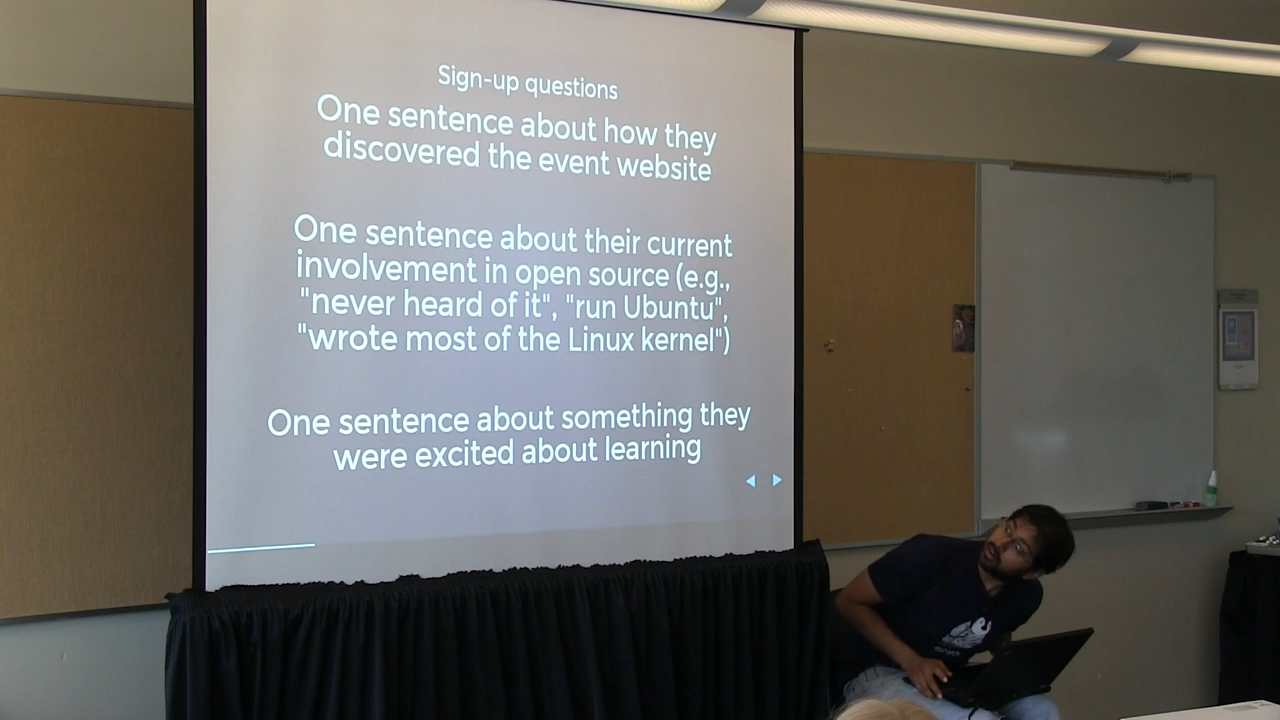 Sign-up questions
One sentence about how they
discovered the event website
One sentence about their current
involvement in open source (e.g.,
"never heard of it", "run Ubuntu",
"wrote most of the Linux kernel")
One sentence about something they
were excited about learning